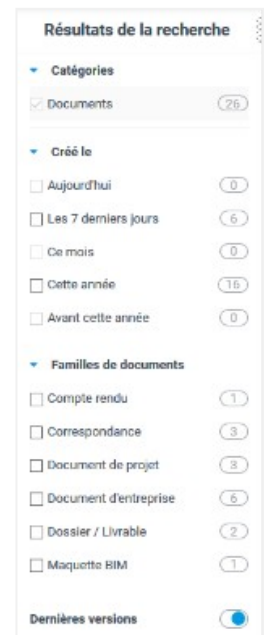 Résultats de la recherche
Catégories
Documents 26
Créé le
Aujourd'hui 0
Les 7 derniers jours 6
Ce mois 0
Cette année 16
Avant cette année 0
Familles de documents
Compte rendu 1
Correspondance 3
Document de projet 3
Document d'entreprise 6
Dossier / Livrable 2
Maquette BIM 1
Dernières versions